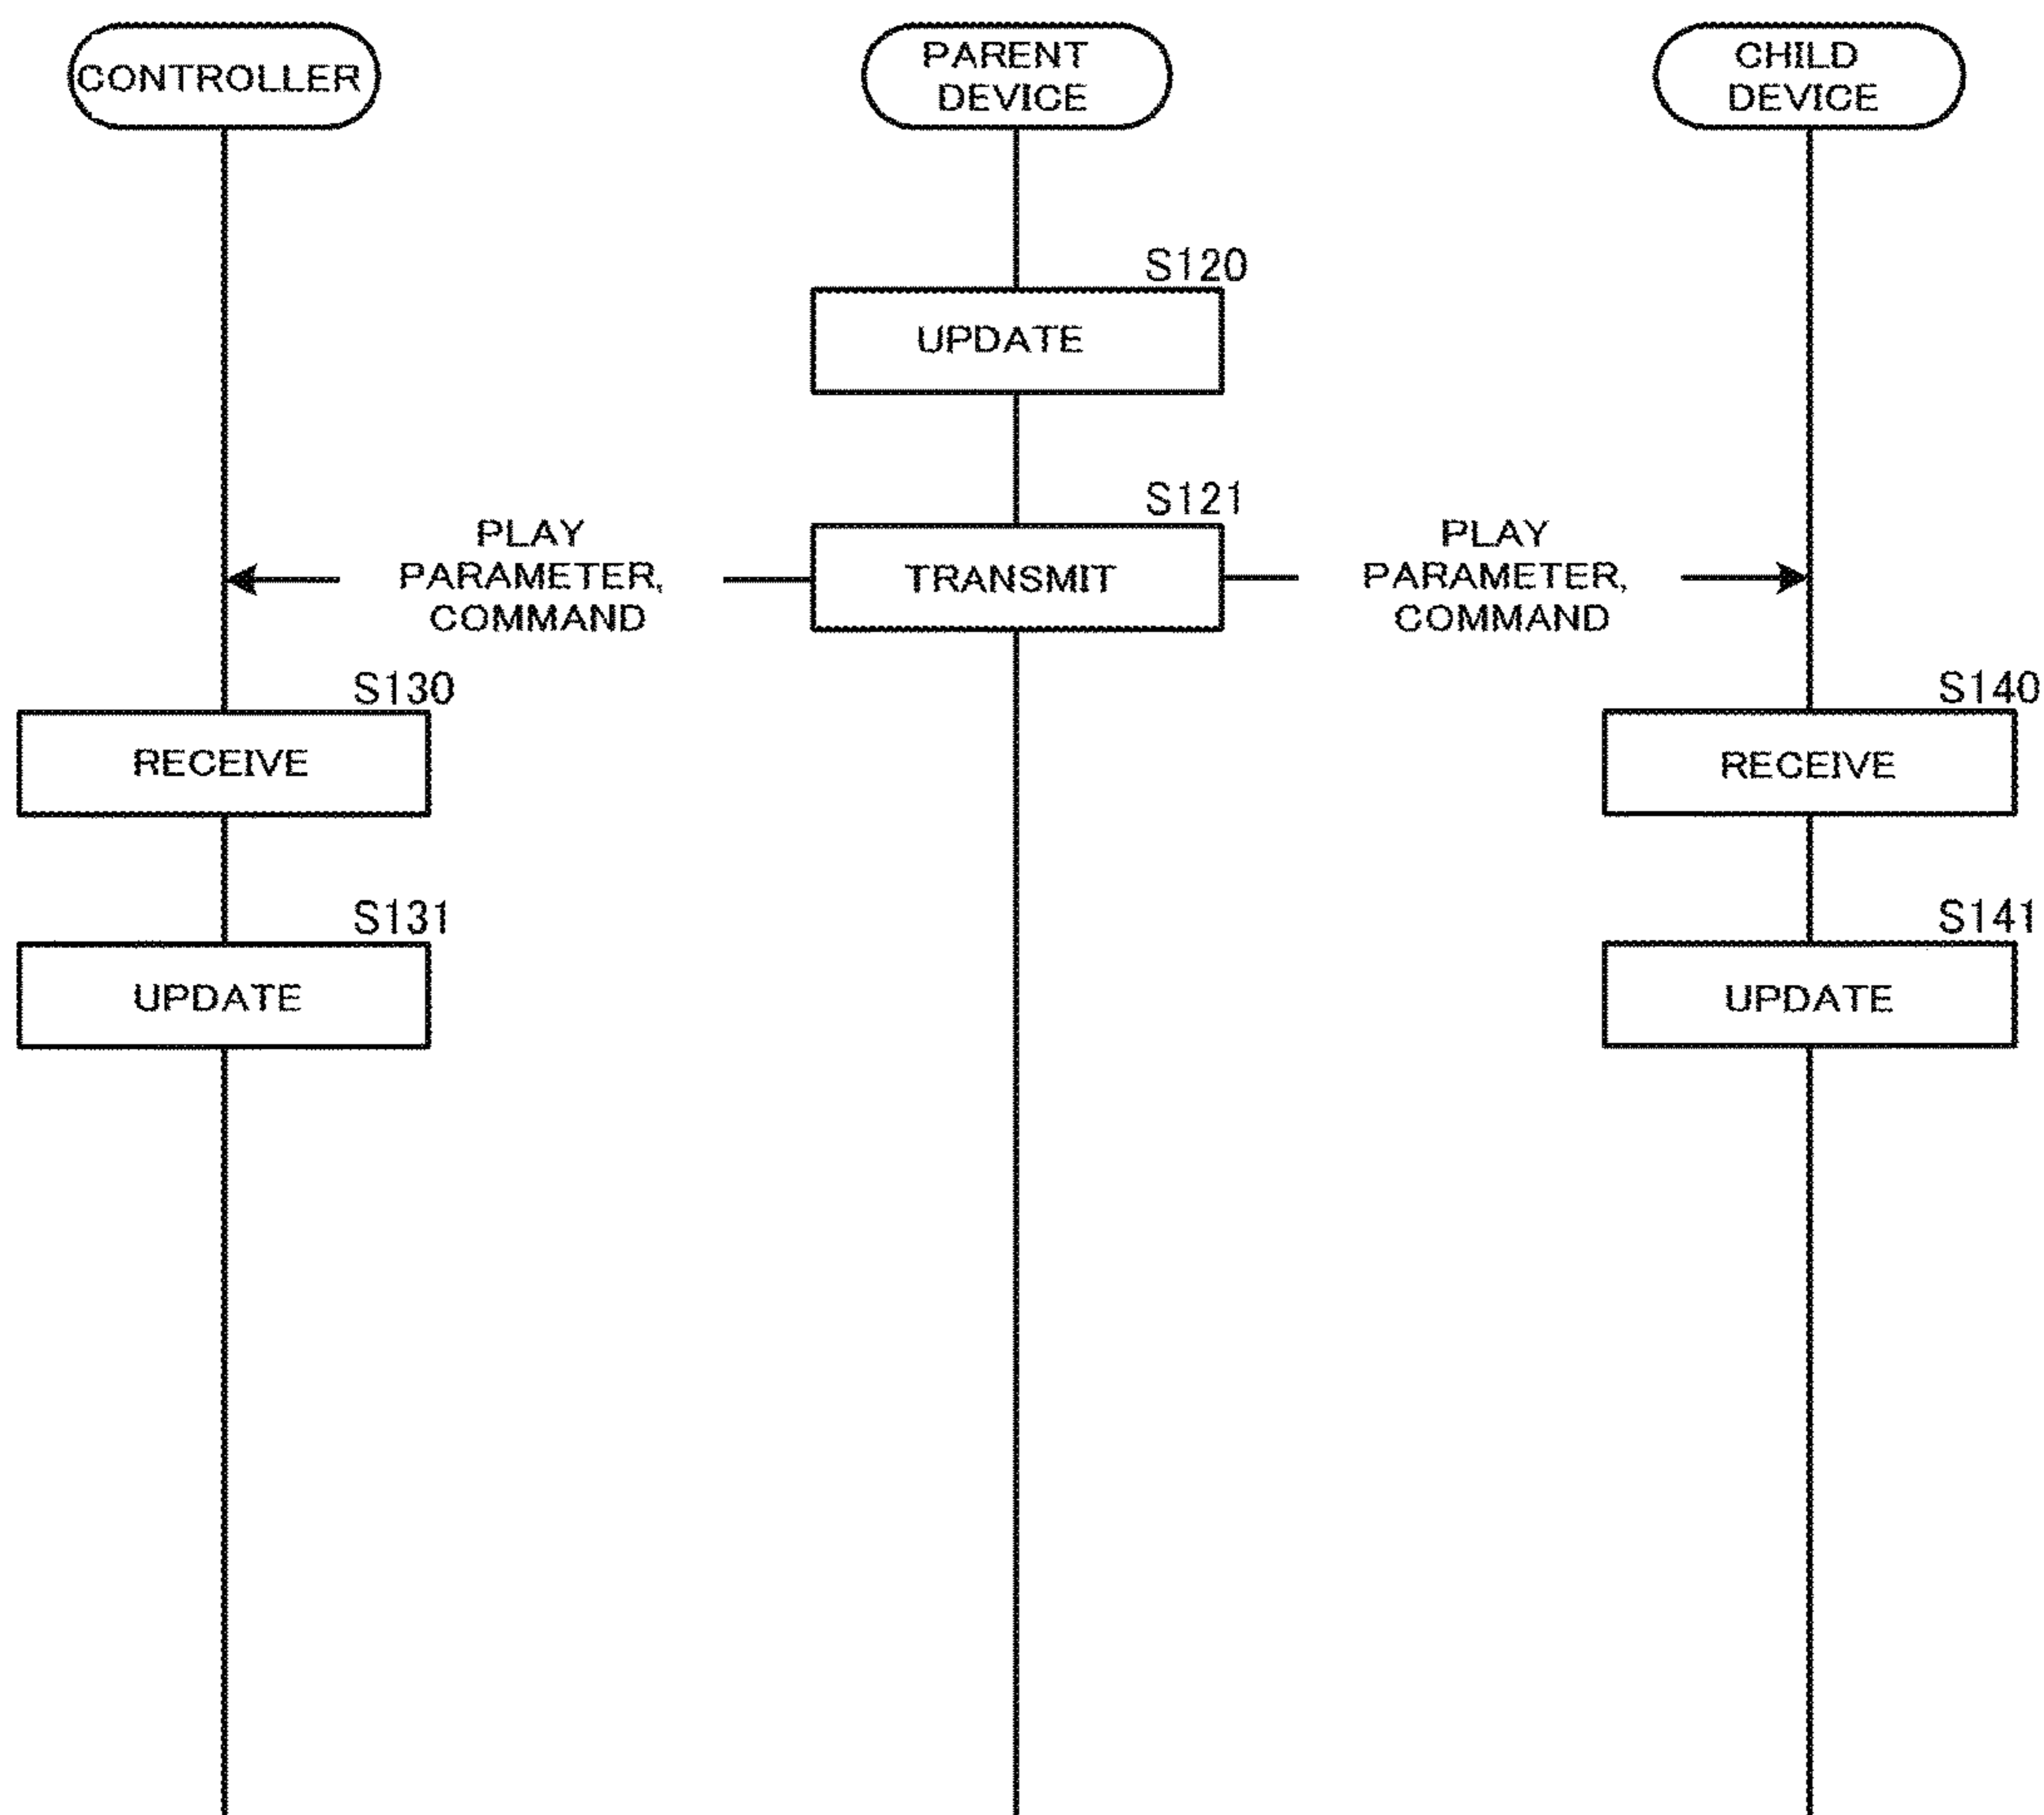 CONTROLLER
PARENT
DEVICE
CHILD
DEVICE
S120
UPDATE
S121
TRANSMIT
PLAY
PARAMETER,
COMMAND
PLAY
PARAMETER,
COMMAND
S130
RECEIVE
S140
RECEIVE
S131
UPDATE
S141
UPDATE